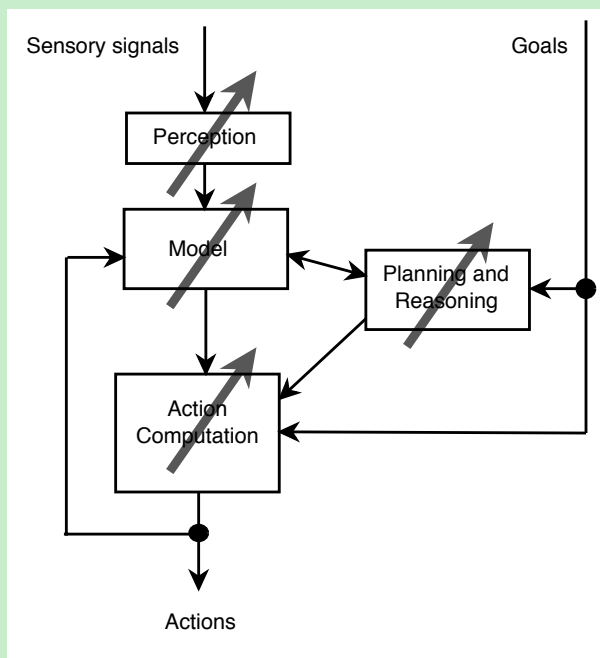 Sensory signals
Goals
Perception
Model
Planning and
Reasoning
Action
Computation
Actions